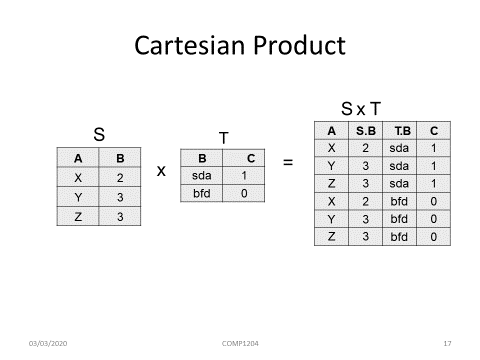 Cartesian Product
S
A B
X 2
Y 3
Z 3
x
T
B C
sda 1
bfd 0
=
S x T
A S.B T.B C
X 2 sda 1
Y 3 sda 1
Z 3 sda 1
X 2 bfd 0
Y 3 bfd 0
Z 3 bfd 0
03/03/2020 COMP1204 17